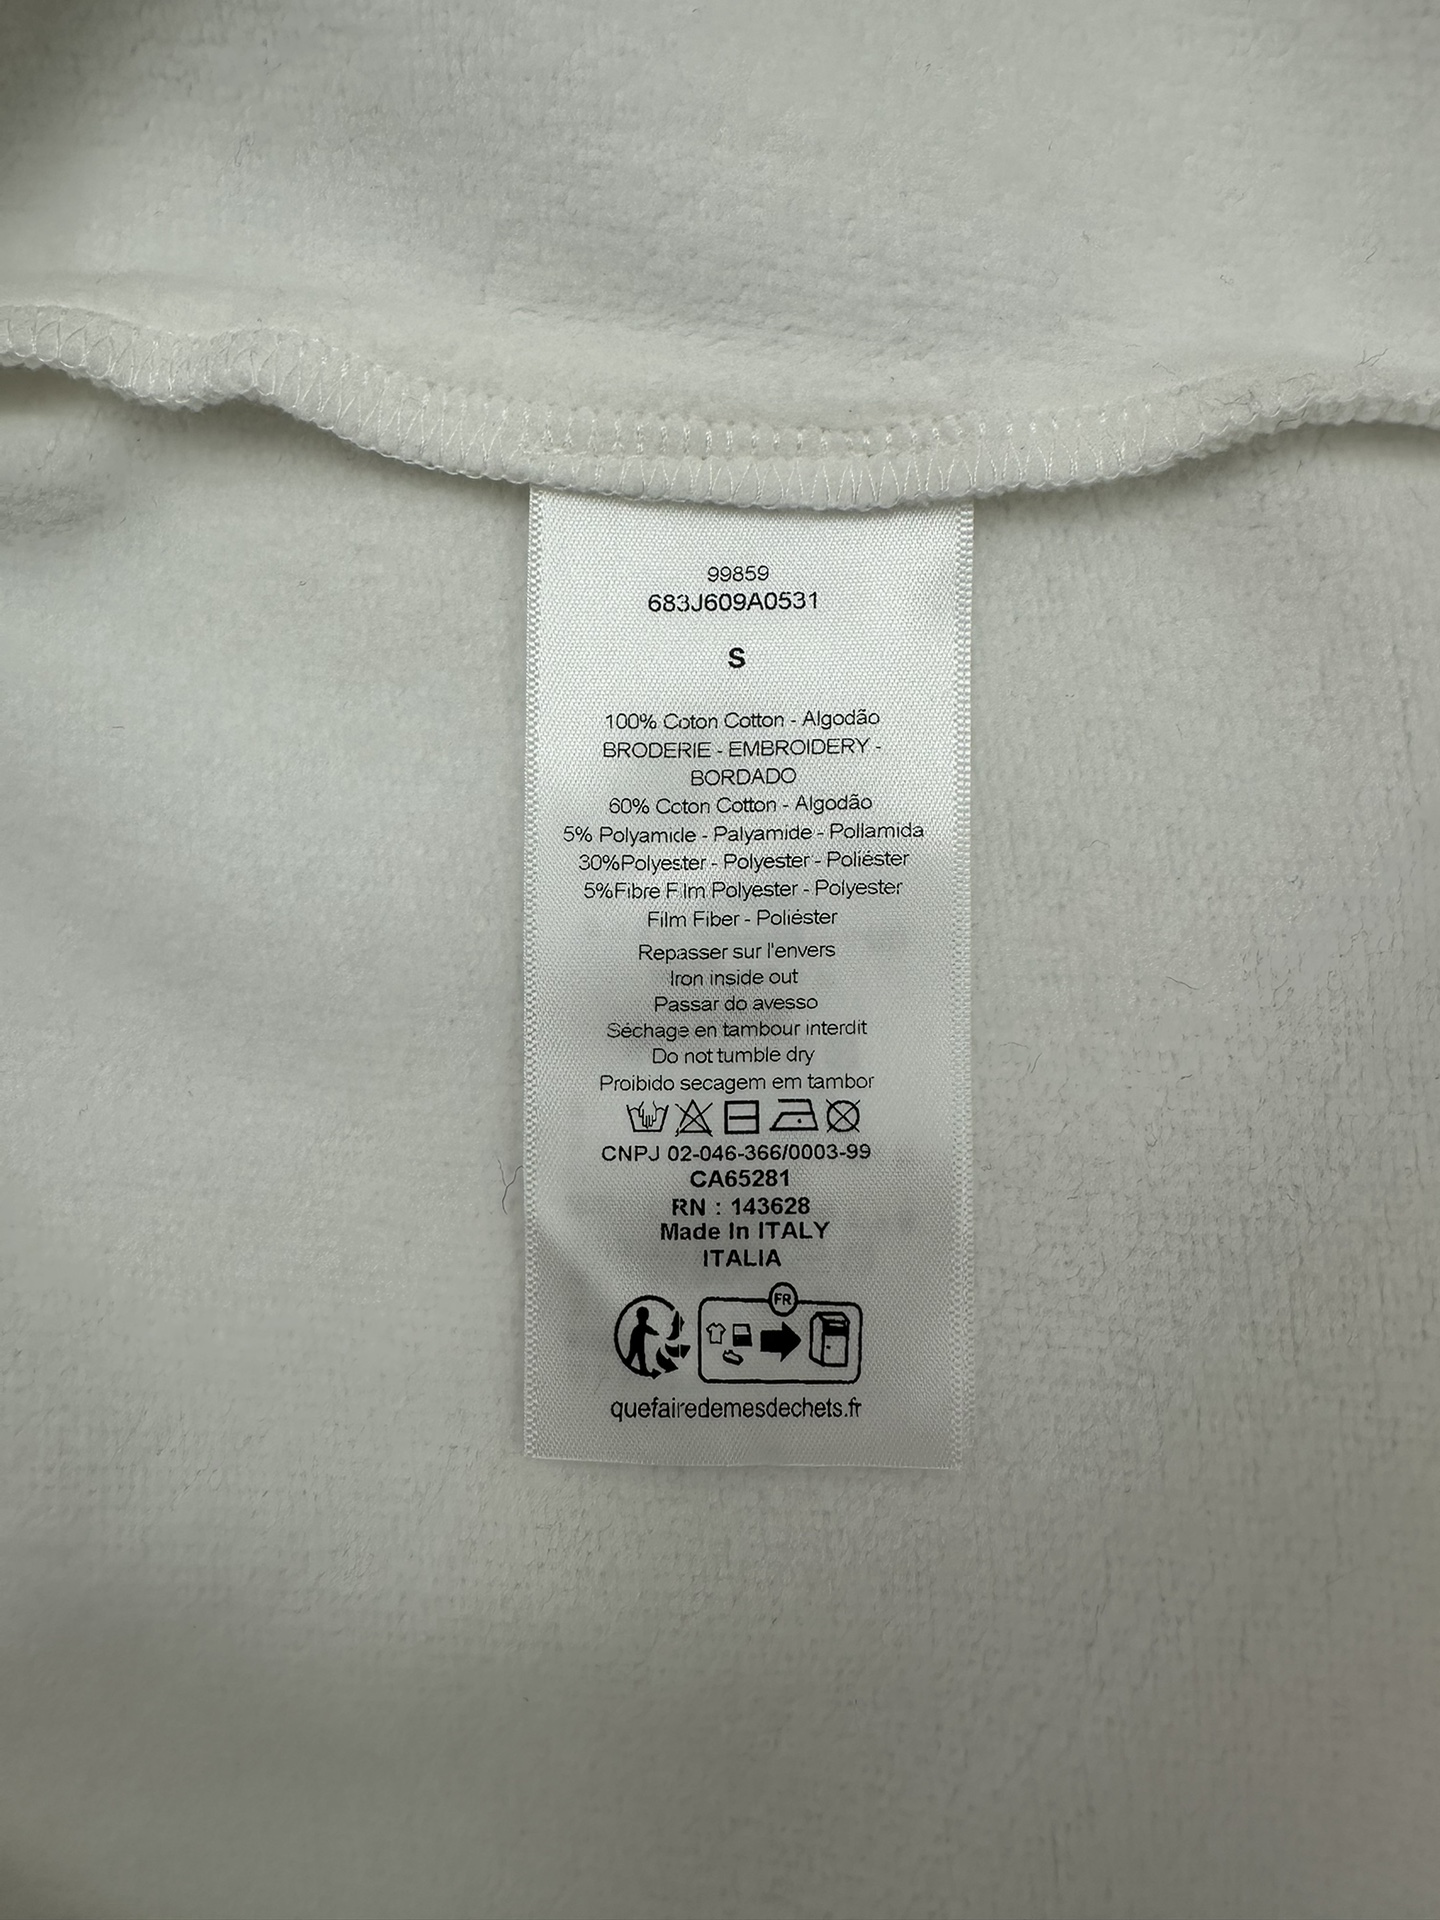 99859
683J609A0531
S
100% Coton Cotton - Algodão
BRODERIE - EMBROIDERY -
BORDADO
60% Coton Cotton - Algodão
5% Polyamide - Palyamide - Pollamida
30%Polyester - Polyester - Poliéster
5%Fibre Film Polyester - Polyester
Film Fiber - Poliéster
Repasser sur l'envers
Iron inside out
Passar do avesso
Séchage en tambour interdit
Do not tumble dry
Proibido secagem em tambor
CNPJ 02-046-366/0003-99
CA65281
RN : 143628
Made In ITALY
ITALIA
FR
quefairedemesdechets.fr